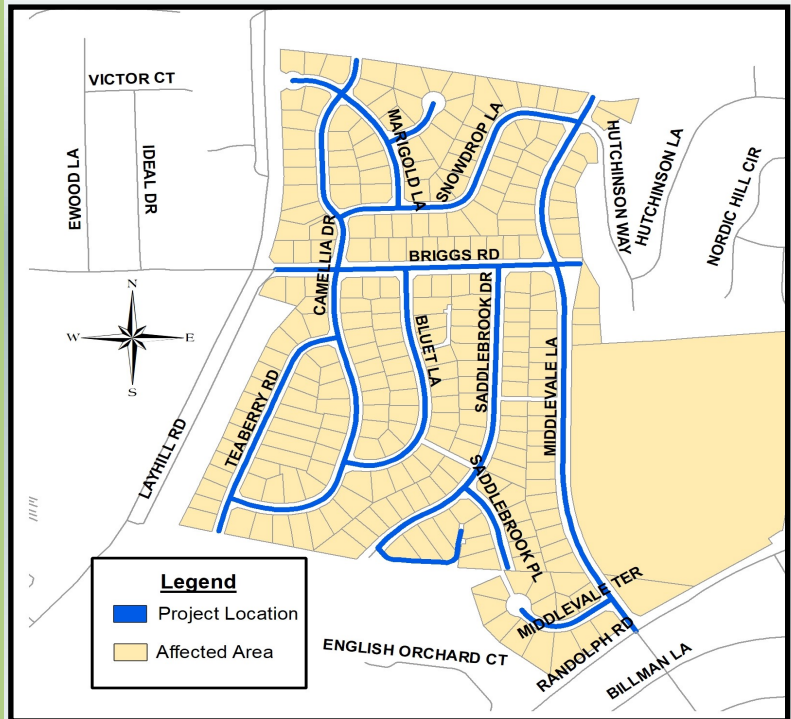 VICTOR CT
EWOOD LA
IDEAL DR
MARIGOLD LA
SNOWDROP LA
HUTCHINSON WAY
HUTCHINSON LA
NORDIC HILL CIR
CAMELLIA DR
BRIGGS RD
N
W
E
S
BLUET LA
SADDLEBROOK DR
MIDDLEVALE LA
TEABERRY RD
LAYHILL RD
SADDLEBROOK PL
MIDDLEVALE TER
RANDOLPH RD
BILLMAN LA
ENGLISH ORCHARD CT
Legend
Project Location
Affected Area